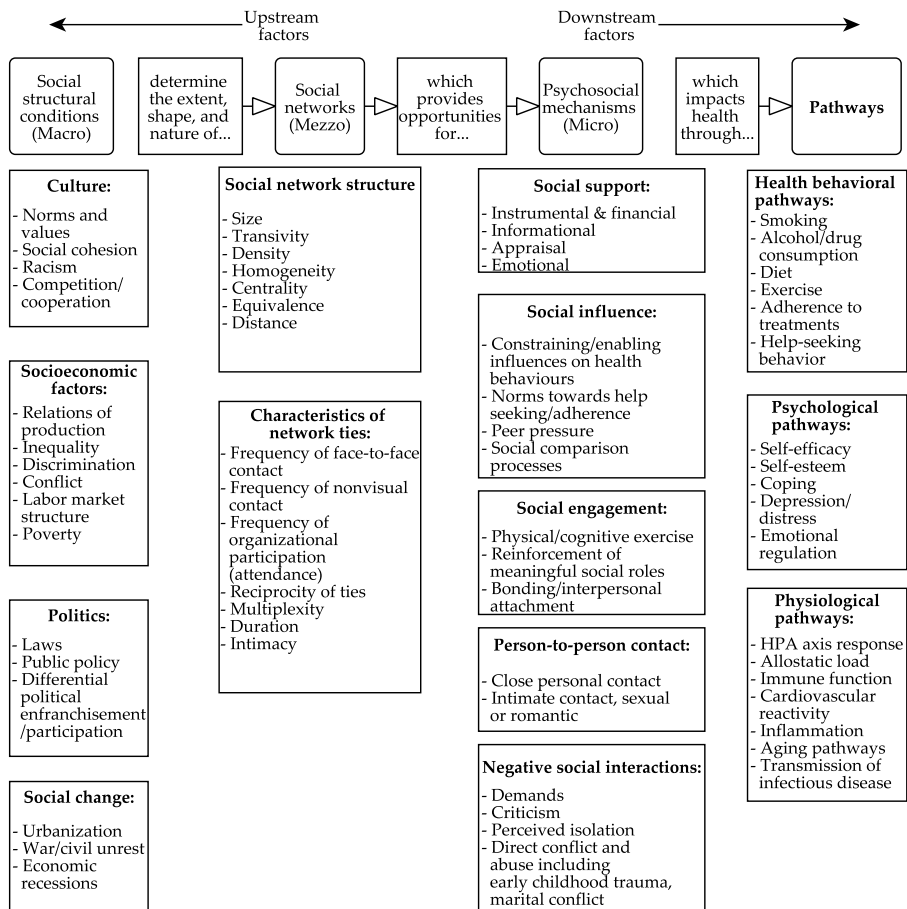 Upstream
factors
Downstream
factors
Social
structural
conditions
(Macro)
determine
the extent,
shape, and
nature of...
Social
networks
(Mezzo)
which
provides
opportunities
for...
Psychosocial
mechanisms
(Micro)
which
impacts
health
through...
Pathways
Culture:
- Norms and
values
- Social cohesion
- Racism
- Competition/
cooperation
Socioeconomic
factors:
- Relations of
production
- Inequality
- Discrimination
- Conflict
- Labor market
structure
- Poverty
Politics:
- Laws
- Public policy
- Differential
political
enfranchisement
/participation
Social change:
- Urbanization
- War/civil unrest
- Economic
recessions
Social network structure
- Size
- Transivity
- Density
- Homogeneity
- Centrality
- Equivalence
- Distance
Characteristics of
network ties:
- Frequency of face-to-face
contact
- Frequency of nonvisual
contact
- Frequency of
organizational
participation
(attendance)
- Reciprocity of ties
- Multiplexity
- Duration
- Intimacy
Social support:
- Instrumental & financial
- Informational
- Appraisal
- Emotional
Social influence:
- Constraining/enabling
influences on health
behaviours
- Norms towards help
seeking/adherence
- Peer pressure
- Social comparison
processes
Social engagement:
- Physical/cognitive exercise
- Reinforcement of
meaningful social roles
- Bonding/interpersonal
attachment
Person-to-person contact:
- Close personal contact
- Intimate contact, sexual
or romantic
Negative social interactions:
- Demands
- Criticism
- Perceived isolation
- Direct conflict and
abuse including
early childhood trauma,
marital conflict
Health behavioral
pathways:
- Smoking
- Alcohol/drug
consumption
- Diet
- Exercise
- Adherence to
treatments
- Help-seeking
behavior
Psychological
pathways:
- Self-efficacy
- Self-esteem
- Coping
- Depression/
distress
- Emotional
regulation
Physiological
pathways:
- HPA axis response
- Allostatic load
- Immune function
- Cardiovascular
reactivity
- Inflammation
- Aging pathways
- Transmission of
infectious disease